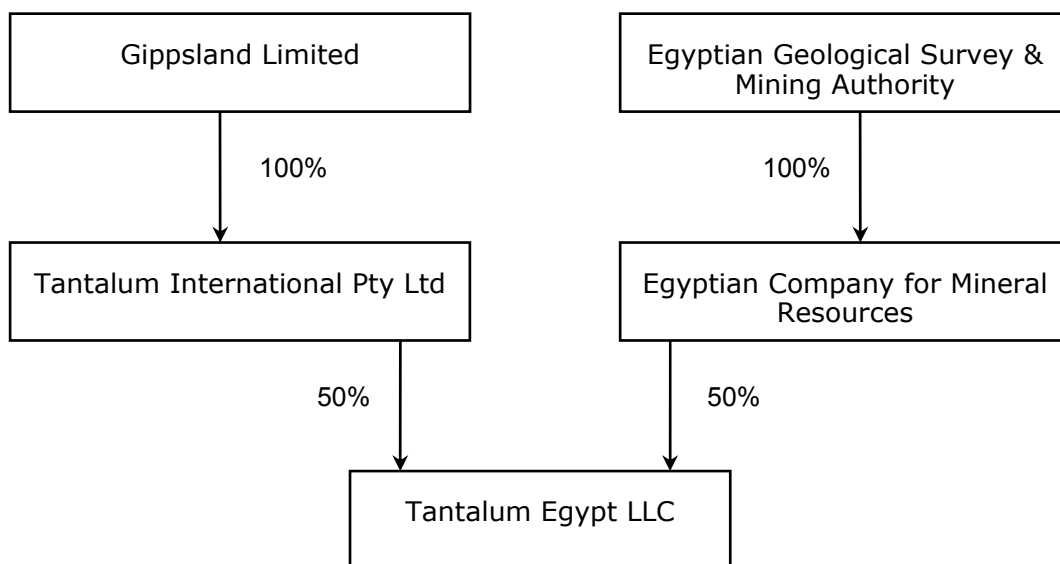 Gippsland Limited
Egyptian Geological Survey &
Mining Authority
100%
100%
Tantalum International Pty Ltd
Egyptian Company for Mineral
Resources
50%
50%
Tantalum Egypt LLC